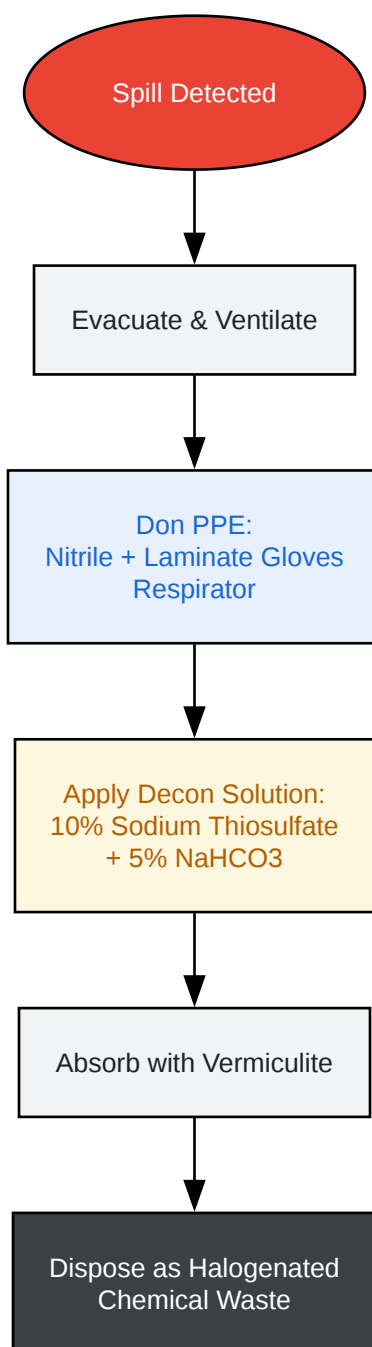 Spill Detected
Evacuate & Ventilate
Don PPE:
Nitrile + Laminate Gloves
Respirator
Apply Decon Solution:
10% Sodium Thiosulfate
+ 5% NaHCO3
Absorb with Vermiculite
Dispose as Halogenated
Chemical Waste